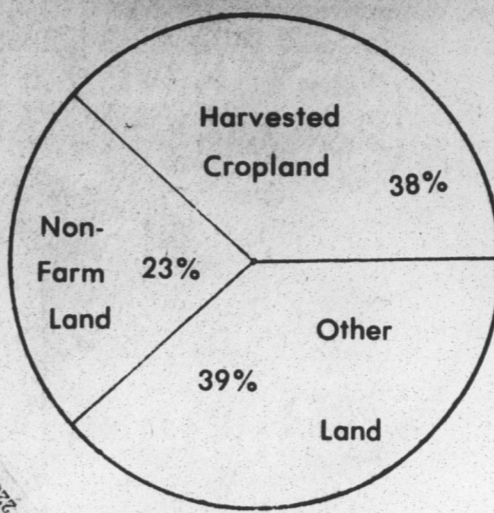 Harvested
Cropland
38%
Non-
Farm
Land
23%
Other
39%
Land